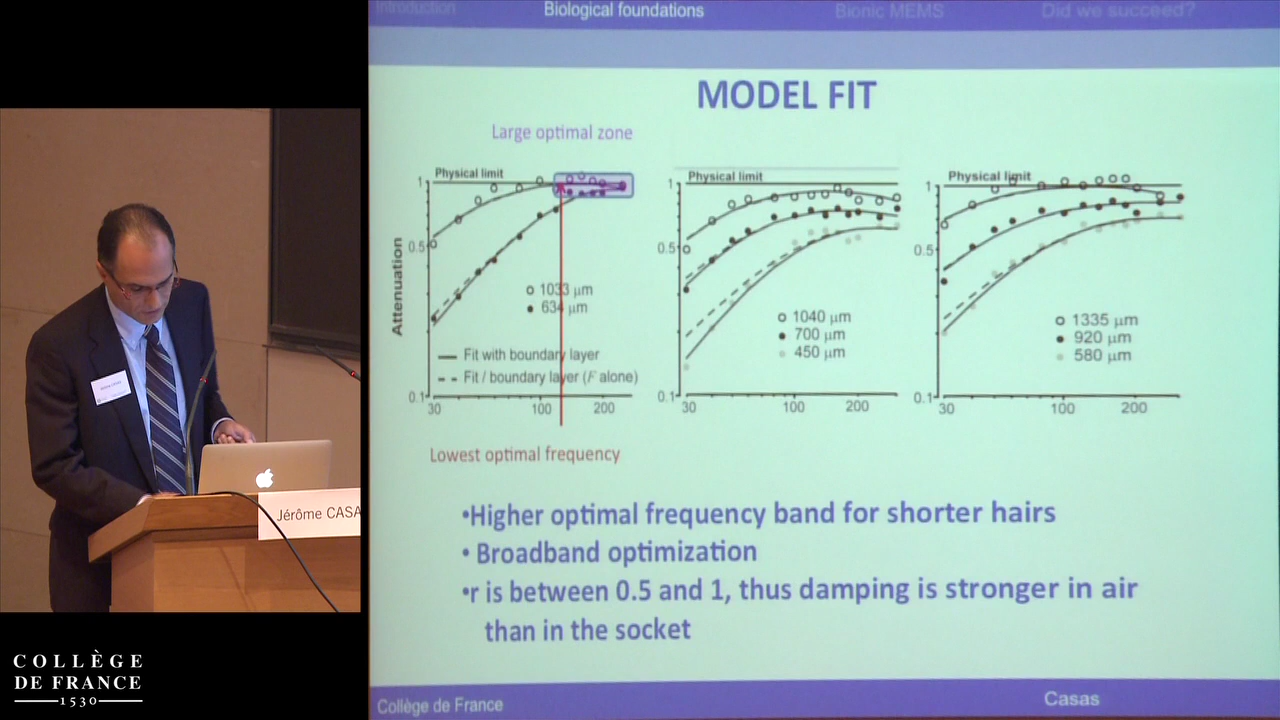 Introduction
Biological foundations
Bionic MEMS
Did we succeed?
MODEL FIT
Large optimal zone
Physical limit
1
0.5
0.1
Attenuation
1033 μm
634 μm
Fit with boundary layer
Fit / boundary layer (F alone)
30
100
200
Lowest optimal frequency
Physical limit
1
0.5
0.1
1040 μm
700 μm
450 μm
30
100
200
Physical limit
1
0.5
0.1
1335 μm
920 μm
580 μm
30
100
200
•Higher optimal frequency band for shorter hairs
• Broadband optimization
•r is between 0.5 and 1, thus damping is stronger in air
than in the socket
Collège de France
Casas
Jérôme CASA
COLLÈGE
DE FRANCE
1530